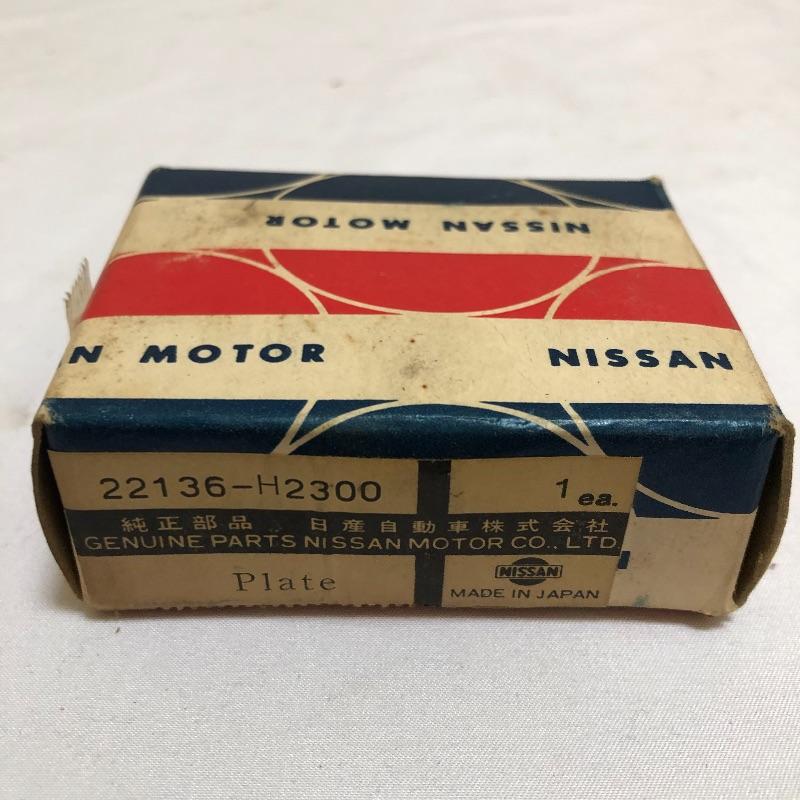 NISSAN MOTOR
N MOTOR NISSAN
22136-H2300 1 ea.
純正部品 日産自動車株式会社
GENUINE PARTS NISSAN MOTOR CO., LTD.
Plate
NISSAN
MADE IN JAPAN